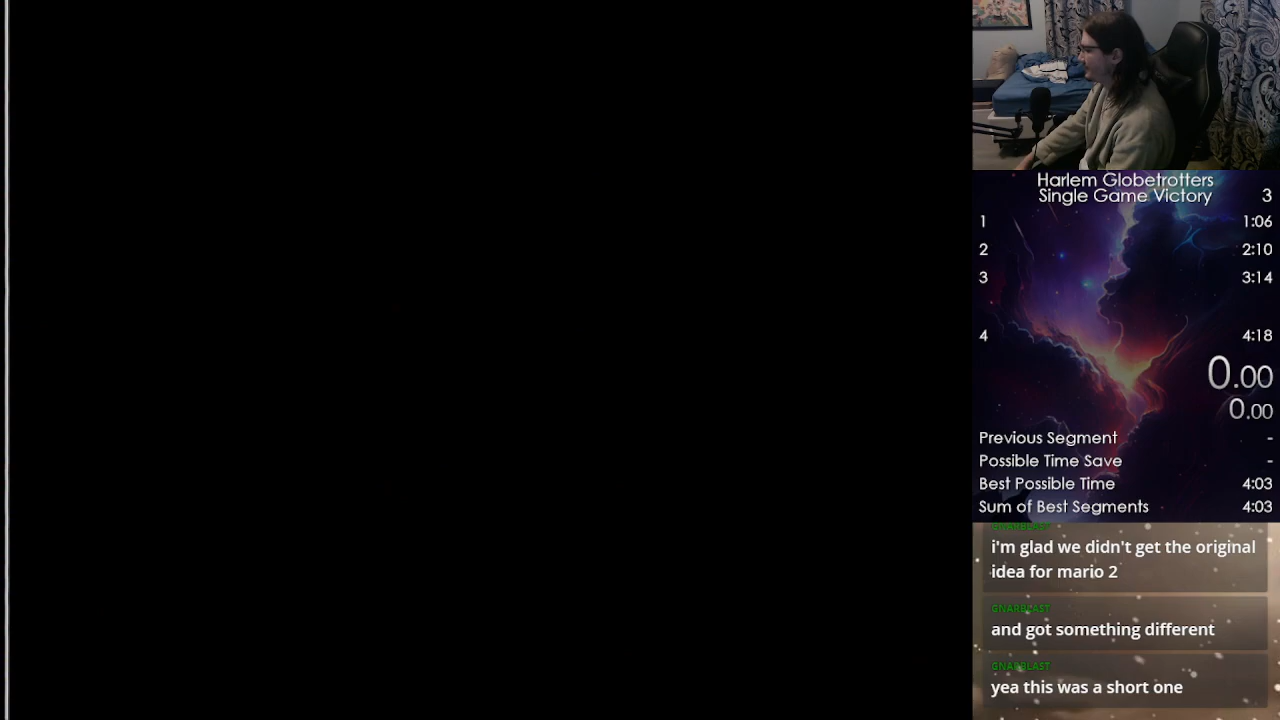 Harlem Globetrotters
Single Game Victory 3
1 1:06
2 2:10
3 3:14
4 4:18
0.00
0.00
Previous Segment -
Possible Time Save -
Best Possible Time 4:03
Sum of Best Segments 4:03
GNARBLAST
i'm glad we didn't get the original
idea for mario 2
GNARBLAST
and got something different
GNARBLAST
yea this was a short one